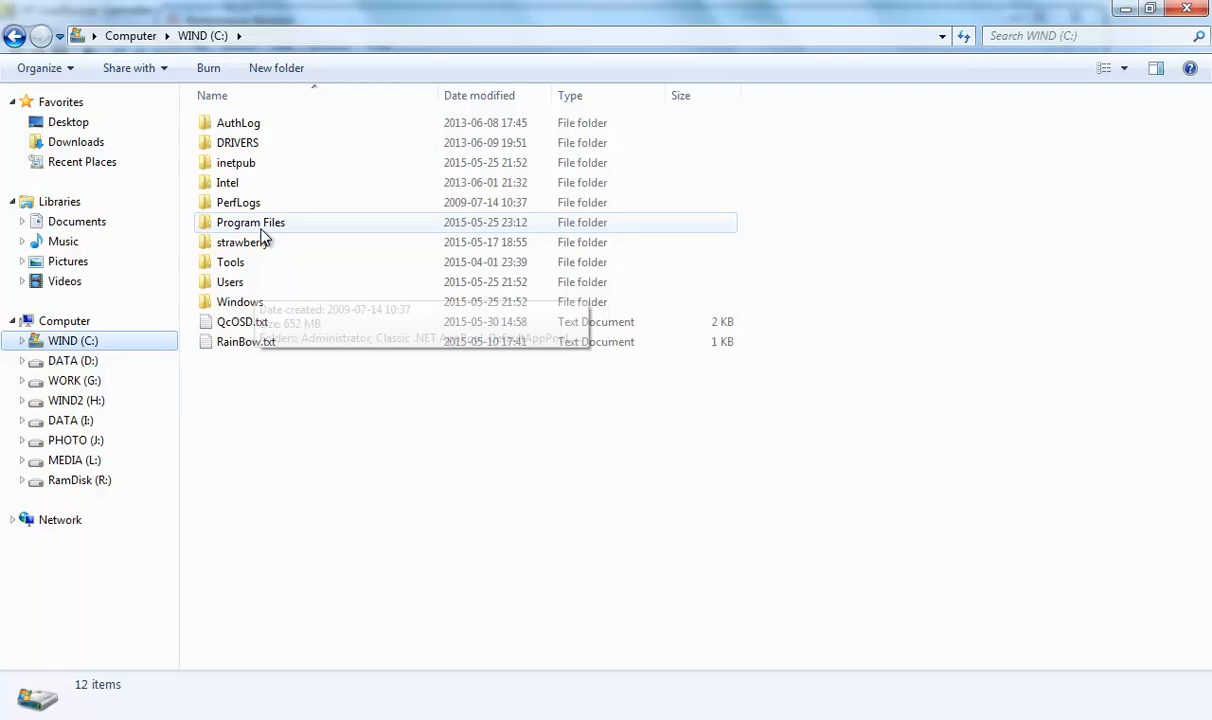 Computer WIND (C:) Search WIND (C:)
Organize Share with Burn New folder
Name Date modified Type Size
Favorites
Desktop
Downloads
Recent Places
Libraries
Documents
Music
Pictures
Videos
Computer
WIND (C:)
DATA (D:)
WORK (G:)
WIND2 (H:)
DATA (I:)
PHOTO (J:)
MEDIA (L:)
RamDisk (R:)
Network
AuthLog 2013-06-08 17:45 File folder
DRIVERS 2013-06-09 19:51 File folder
inetpub 2015-05-25 21:52 File folder
Intel 2013-06-01 21:32 File folder
PerfLogs 2009-07-14 10:37 File folder
Program Files 2015-05-25 23:12 File folder
strawberry 2015-05-17 18:55 File folder
Tools 2015-04-01 23:39 File folder
Users 2015-05-25 21:52 File folder
Windows 2015-05-25 21:52 File folder
QcOSD.txt 2015-05-30 14:58 Text Document 2 KB
RainBow.txt 2015-05-10 17:41 Text Document 1 KB
Date created: 2009-07-14 10:37
Size: 652 MB
Folders: Administrator, Classic .NET AppPool, DefaultAppPool...
12 items